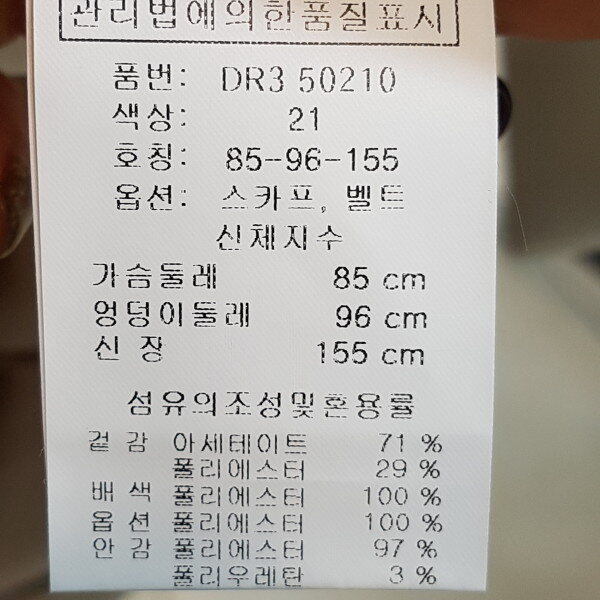 관리법에의한품질표시
품번: DR3 50210
색상: 21
호칭: 85-96-155
옵션: 스카프, 벨트
신체지수
가슴둘레 85 cm
엉덩이둘레 96 cm
신 장 155 cm
섬유의조성및혼용률
겉 감 아세테이트 71 %
폴리에스터 29 %
배 색 폴리에스터 100 %
옵 션 폴리에스터 100 %
안 감 폴리에스터 97 %
폴리우레탄 3 %